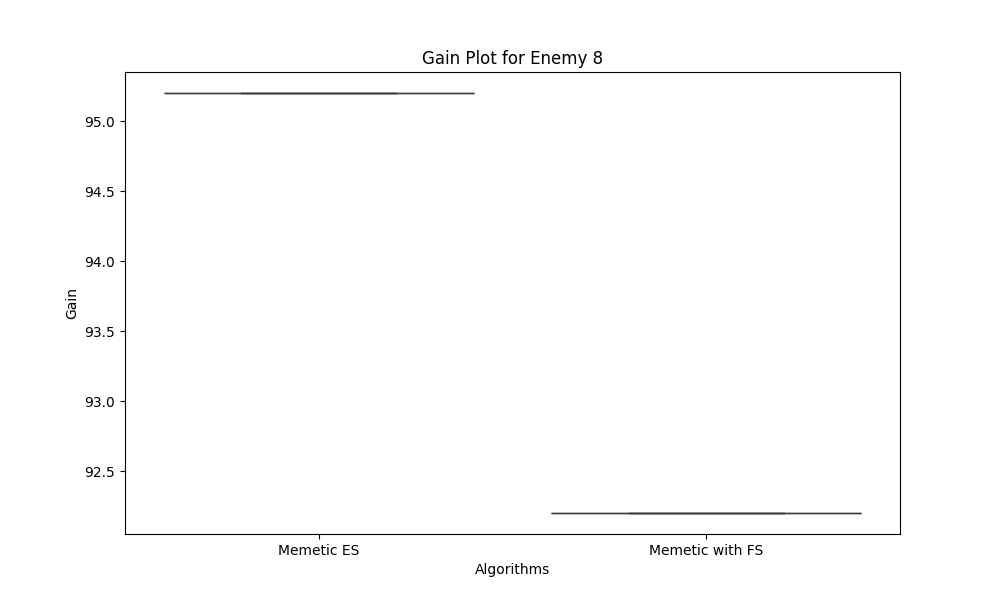 Gain Plot for Enemy 8
95.0
94.5
94.0
93.5
93.0
92.5
Gain
Memetic ES
Memetic with FS
Algorithms